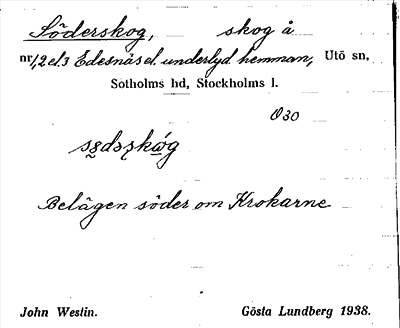 Söderskog, skog å
nr 1, 2 el. 3 Edesnäs el. underlyd hemman, Utö sn,
Sotholms hd, Stockholms l.
Ö30
Belägen söder om Krokarne
John Westin. Gösta Lundberg 1938.